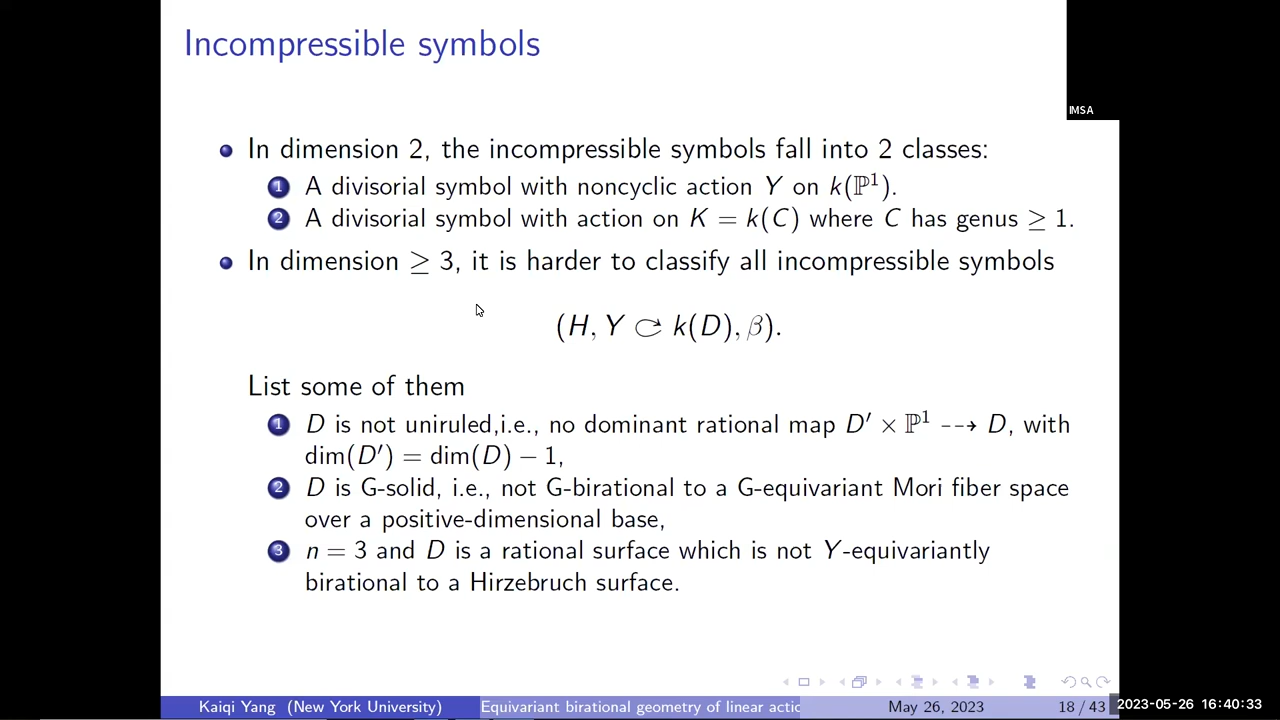 Incompressible symbols
IMSA
In dimension 2, the incompressible symbols fall into 2 classes:
1 A divisorial symbol with noncyclic action Y on k(ℙ¹).
2 A divisorial symbol with action on K = k(C) where C has genus ≥ 1.
In dimension ≥ 3, it is harder to classify all incompressible symbols
(H, Y ⟳ k(D), β).
List some of them
1 D is not uniruled,i.e., no dominant rational map D′ × ℙ¹ ⇢ D, with
dim(D′) = dim(D) − 1,
2 D is G-solid, i.e., not G-birational to a G-equivariant Mori fiber space
over a positive-dimensional base,
3 n = 3 and D is a rational surface which is not Y-equivariantly
birational to a Hirzebruch surface.
Kaiqi Yang (New York University) Equivariant birational geometry of linear actic May 26, 2023 18 / 43 2023-05-26 16:40:33